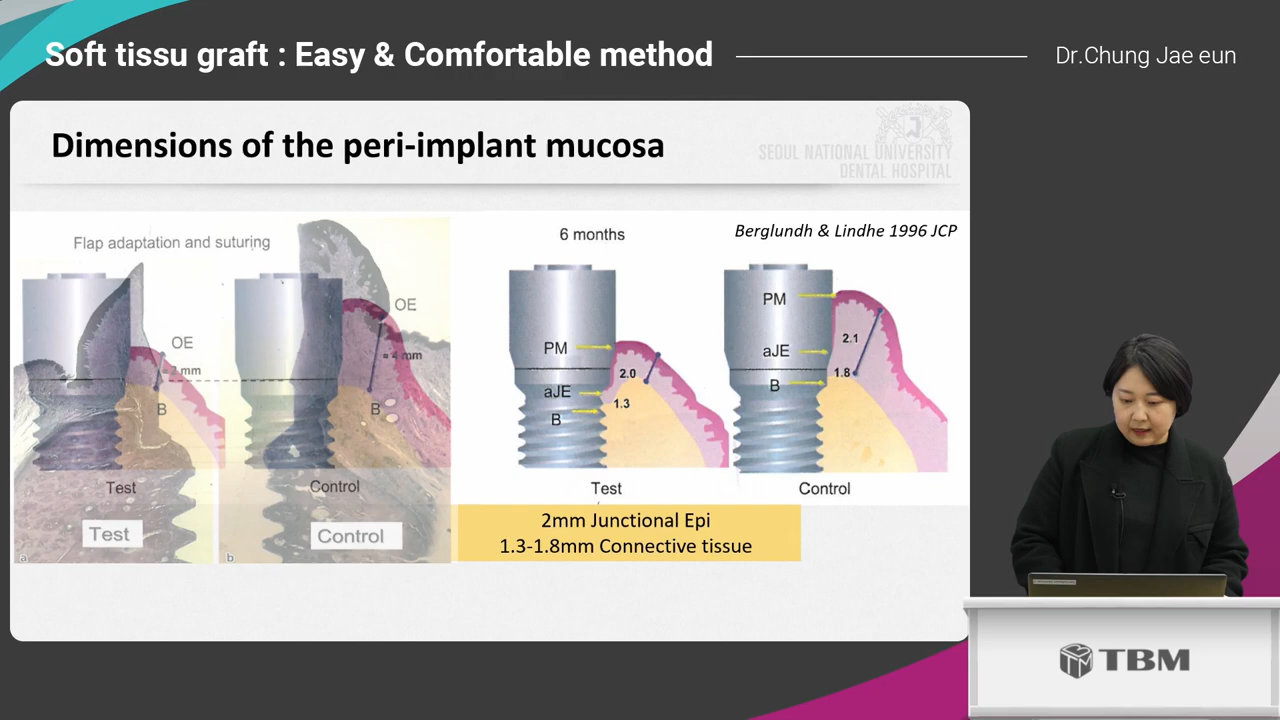 Soft tissu graft : Easy & Comfortable method
Dr.Chung Jae eun
Dimensions of the peri-implant mucosa
SEOUL NATIONAL UNIVERSITY
DENTAL HOSPITAL
Flap adaptation and suturing
OE
OE
≈ 2 mm
≈ 4 mm
B
B
Test
Control
Test
Control
a
b
6 months
Berglundh & Lindhe 1996 JCP
PM
aJE
B
2.0
1.3
PM
aJE
B
2.1
1.8
Test
Control
2mm Junctional Epi
1.3-1.8mm Connective tissue
TBM